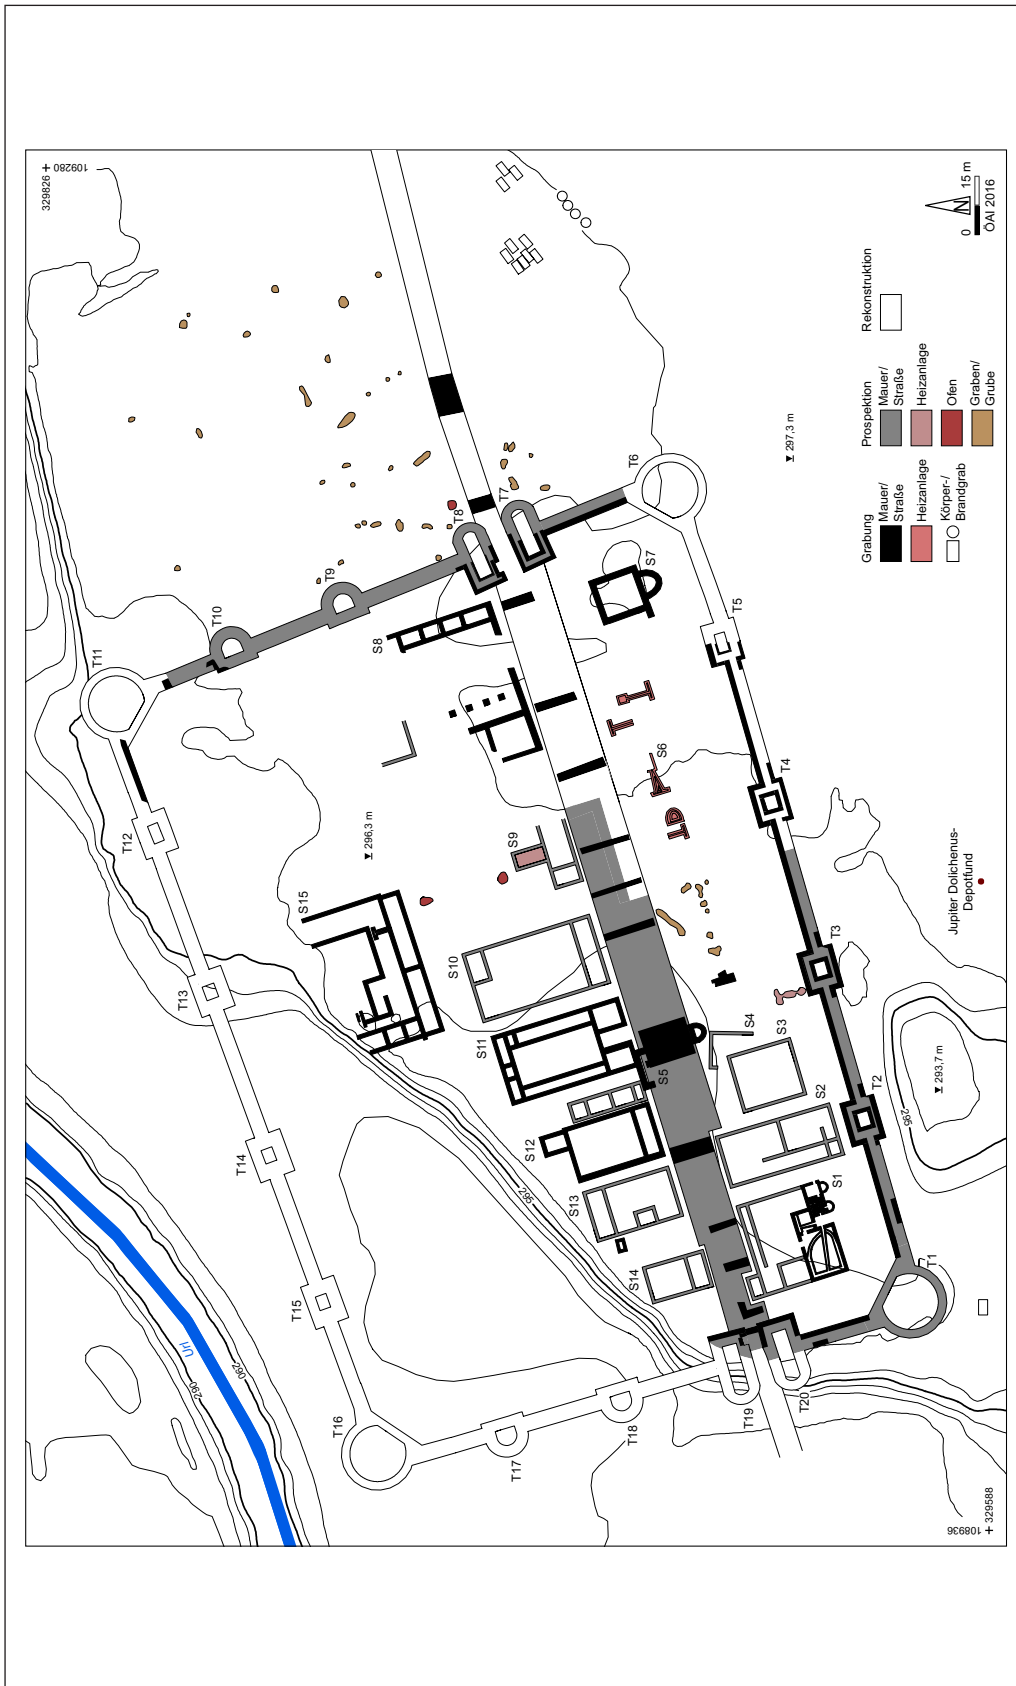 329826 +
109280
T11
T10
T9
T8
T7
T6
T5
T4
T3
T2
T1
T12
T13
T14
T15
T16
T17
T18
T19
T20
S8
S7
S6
S9
S10
S15
S11
S5
S4
S3
S2
S1
S12
S13
S14
296,3 m
297,3 m
293,7 m
295
295
290
290
Url
Jupiter Dolichenus-
Depotfund
Grabung
Mauer/
Straße
Heizanlage
Körper-/
Brandgrab
Prospektion
Mauer/
Straße
Heizanlage
Ofen
Graben/
Grube
Rekonstruktion
N
0 15 m
ÖAI 2016
108936
+ 329588